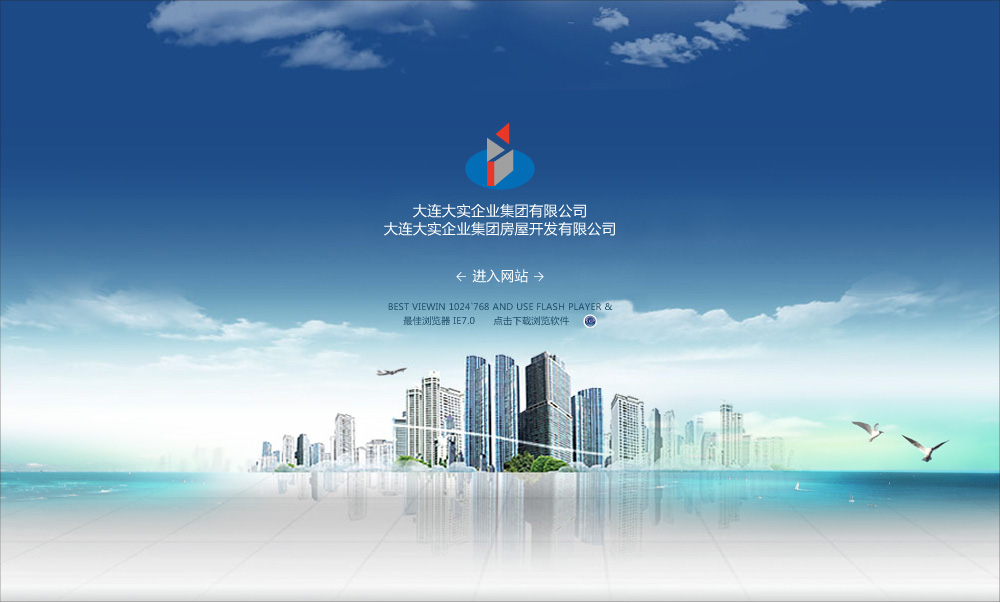 大连大实企业集团有限公司
大连大实企业集团房屋开发有限公司
← 进入网站 →
BEST VIEWIN 1024*768 AND USE FLASH PLAYER &
最佳浏览器 IE7.0 点击下载浏览软件